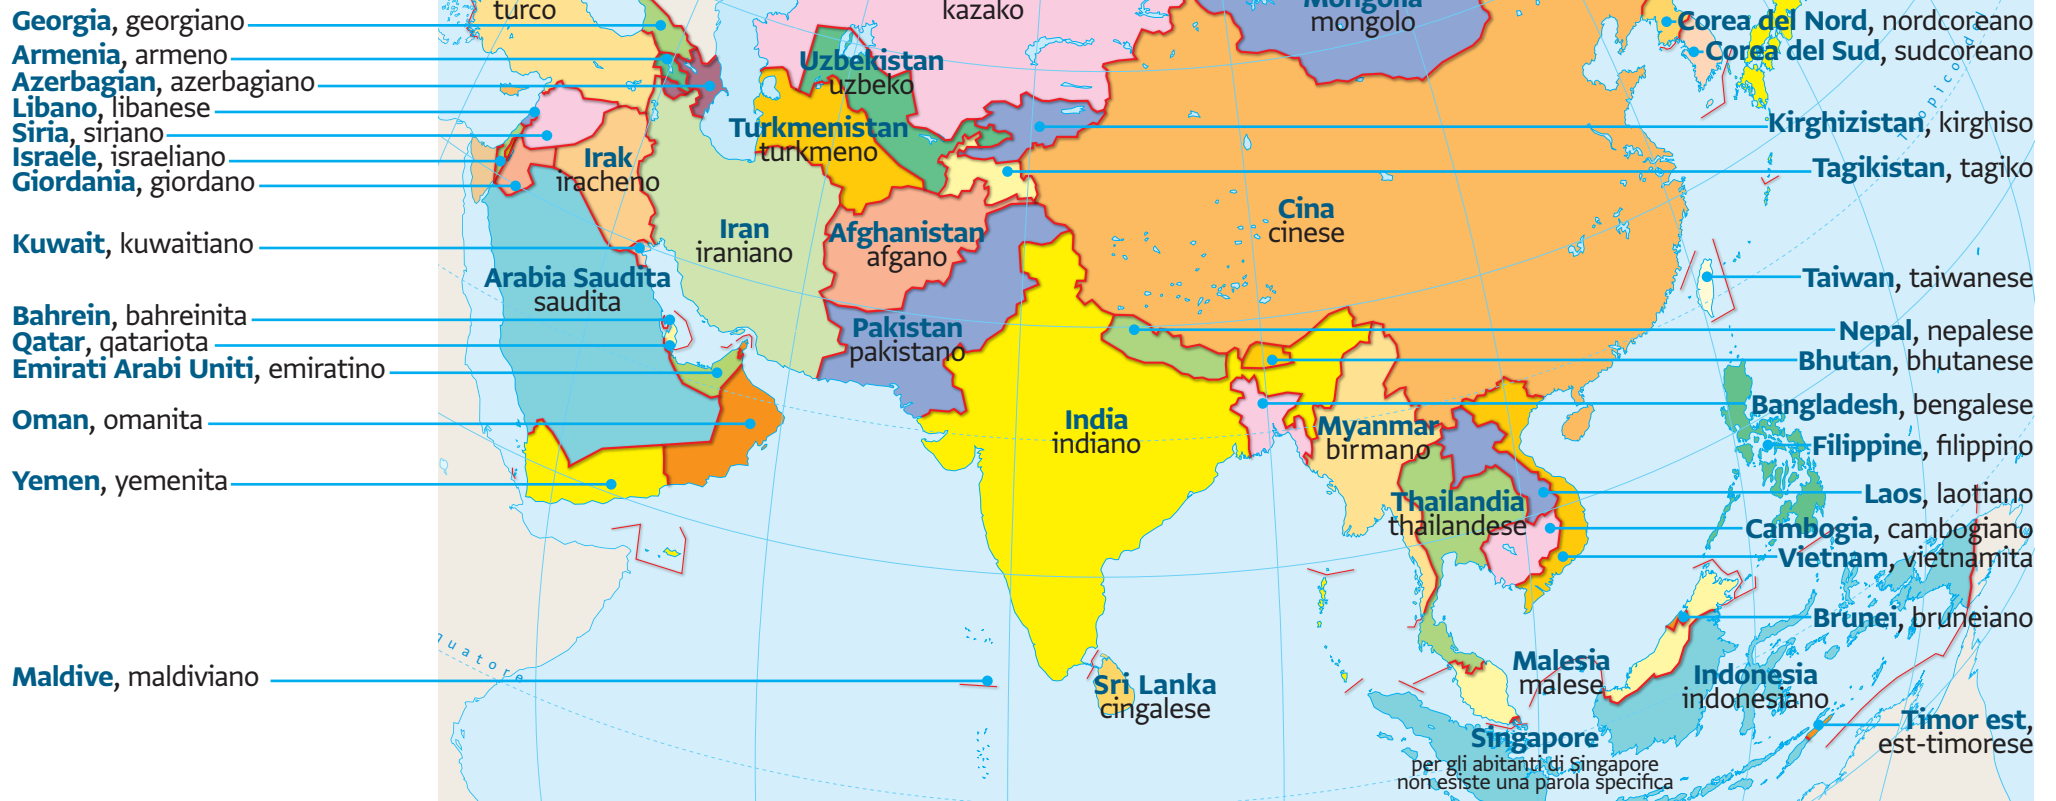 turco
kazako
Mongolia
mongolo
Georgia, georgiano
Armenia, armeno
Azerbagian, azerbagiano
Libano, libanese
Siria, siriano
Israele, israeliano
Giordania, giordano
Kuwait, kuwaitiano
Bahrein, bahreinita
Qatar, qatariota
Emirati Arabi Uniti, emiratino
Oman, omanita
Yemen, yemenita
Maldive, maldiviano
Uzbekistan
uzbeko
Turkmenistan
turkmeno
Irak
iracheno
Iran
iraniano
Afghanistan
afgano
Arabia Saudita
saudita
Pakistan
pakistano
Cina
cinese
India
indiano
Myanmar
birmano
Thailandia
thailandese
Sri Lanka
cingalese
Malesia
malese
Indonesia
indonesiano
Singapore
per gli abitanti di Singapore
non esiste una parola specifica
Corea del Nord, nordcoreano
Corea del Sud, sudcoreano
Kirghizistan, kirghiso
Tagikistan, tagiko
Taiwan, taiwanese
Nepal, nepalese
Bhutan, bhutanese
Bangladesh, bengalese
Filippine, filippino
Laos, laotiano
Cambogia, cambogiano
Vietnam, vietnamita
Brunei, bruneiano
Timor est,
est-timorese